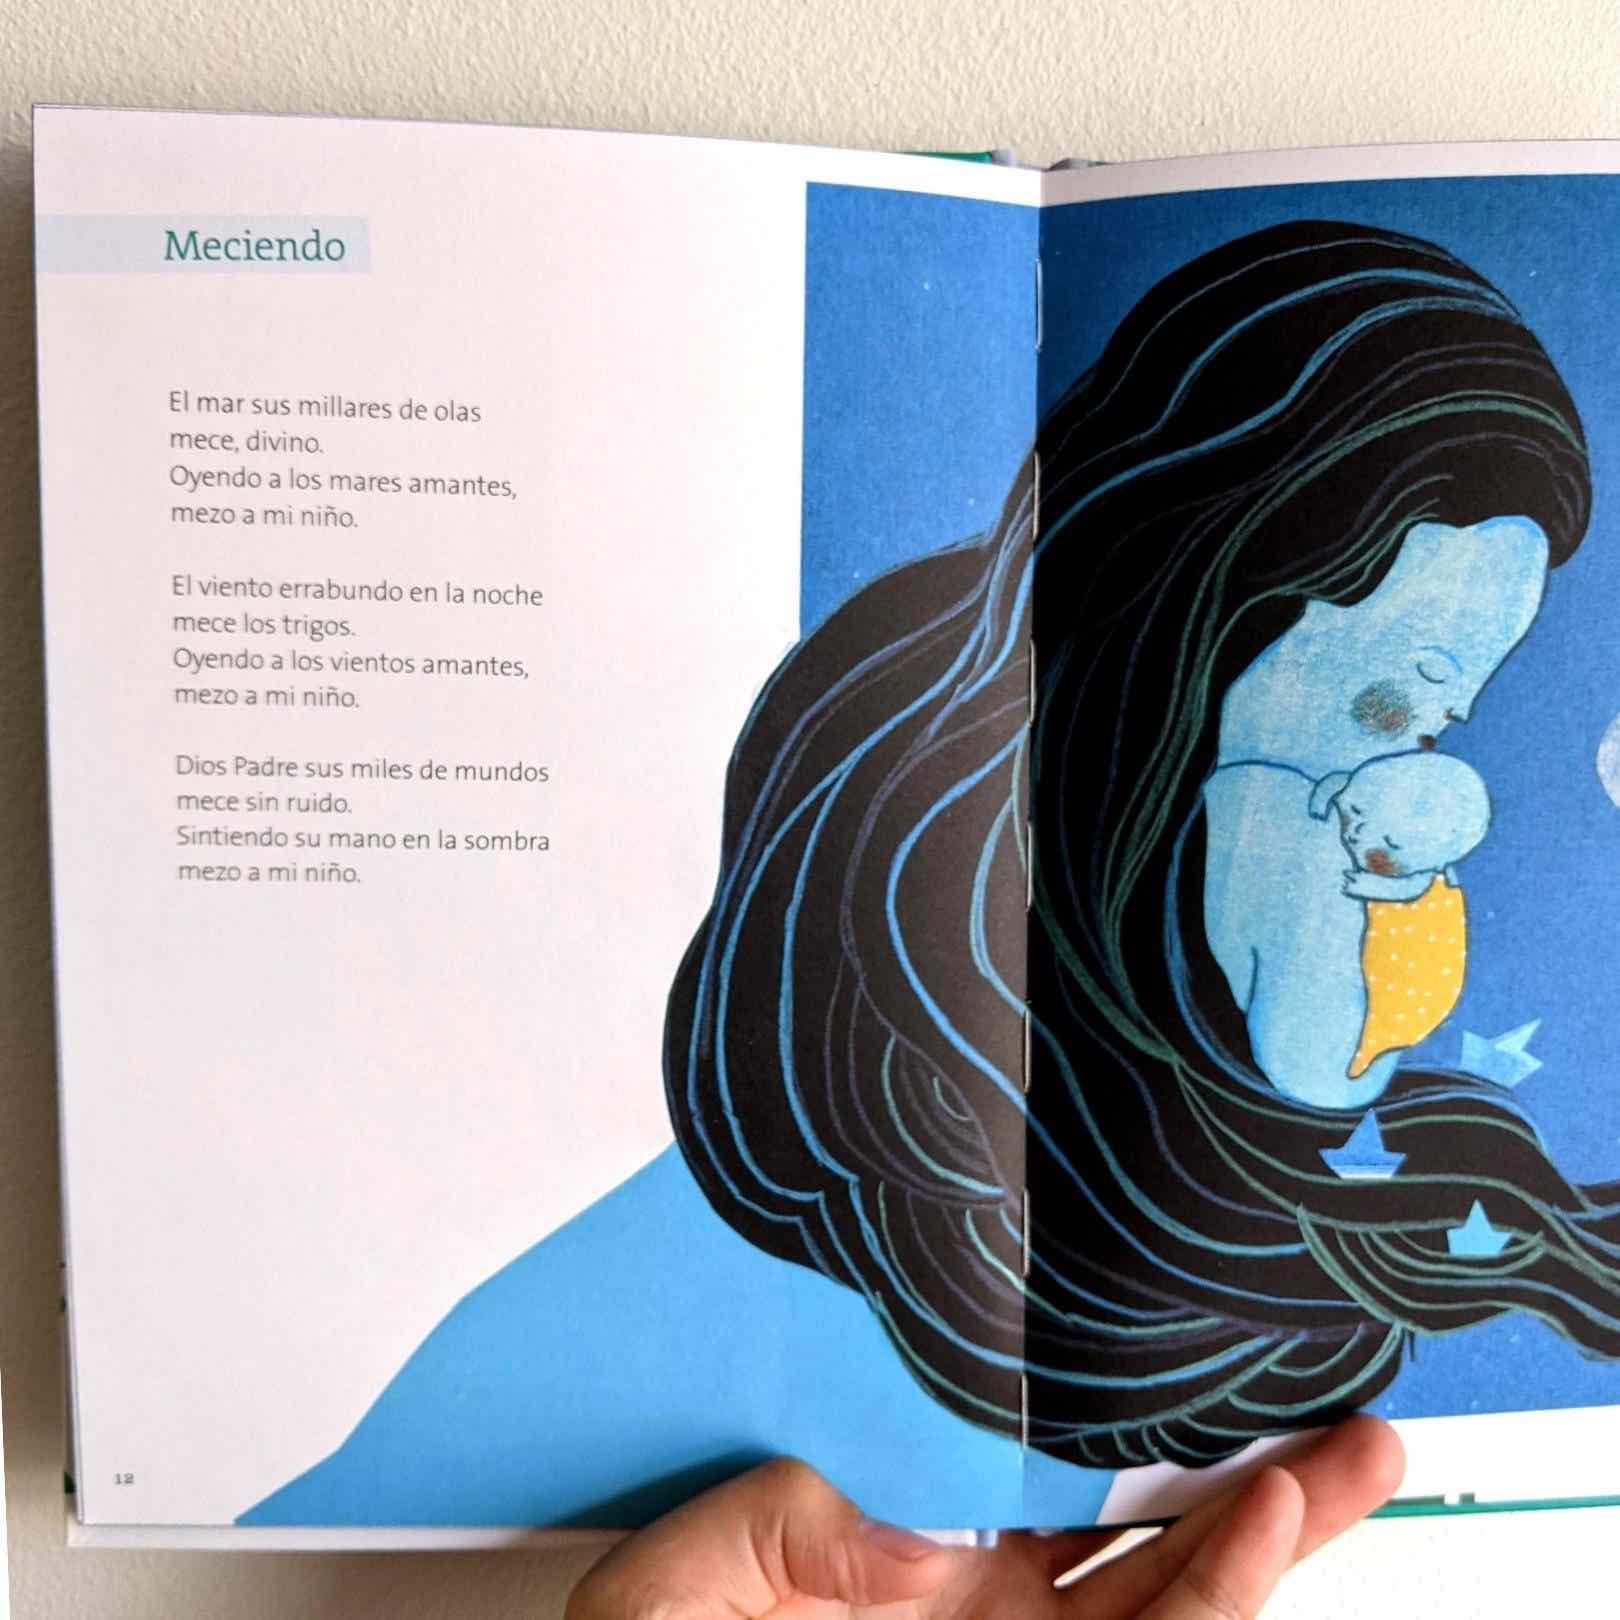 Meciendo
El mar sus millares de olas
mece, divino.
Oyendo a los mares amantes,
mezo a mi niño.
El viento errabundo en la noche
mece los trigos.
Oyendo a los vientos amantes,
mezo a mi niño.
Dios Padre sus miles de mundos
mece sin ruido.
Sintiendo su mano en la sombra
mezo a mi niño.
12